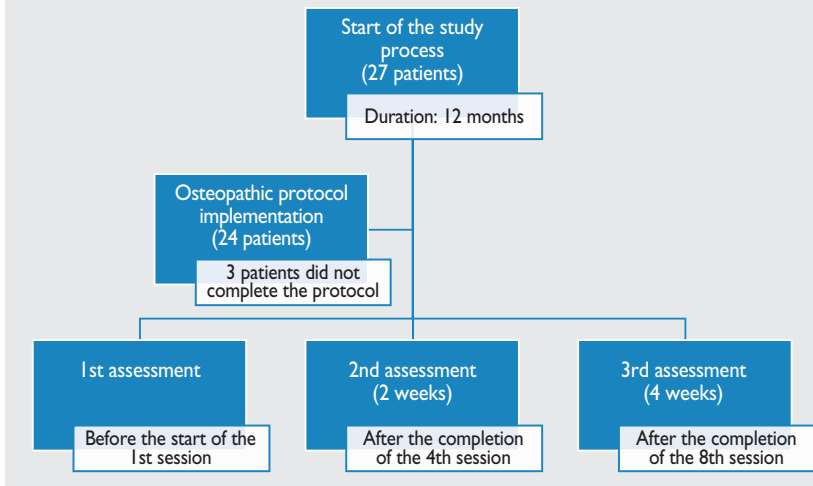 Start of the study
process
(27 patients)
Duration: 12 months
Osteopathic protocol
implementation
(24 patients)
3 patients did not
complete the protocol
1st assessment
Before the start of the
1st session
2nd assessment
(2 weeks)
After the completion
of the 4th session
3rd assessment
(4 weeks)
After the completion
of the 8th session